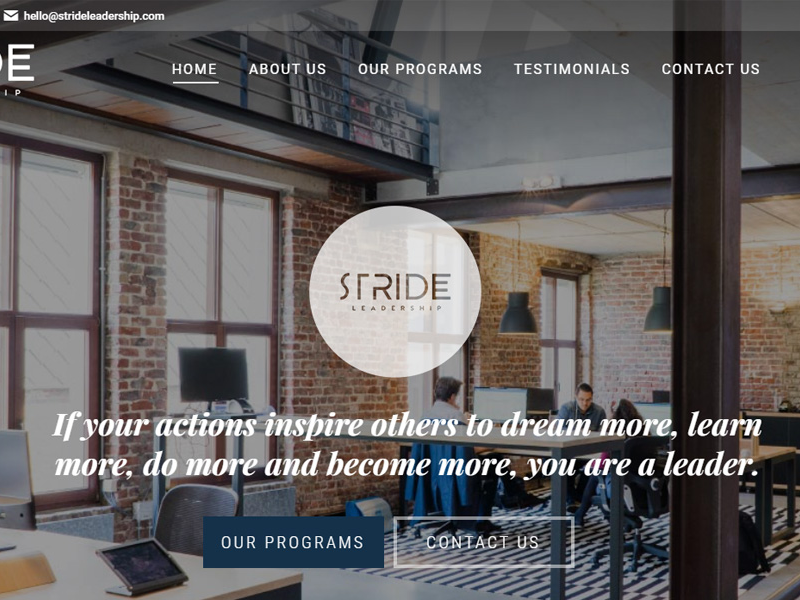 hello@strideleadership.com
HOME ABOUT US OUR PROGRAMS TESTIMONIALS CONTACT US
STRIDE
LEADERSHIP
If your actions inspire others to dream more, learn
more, do more and become more, you are a leader.
OUR PROGRAMS CONTACT US